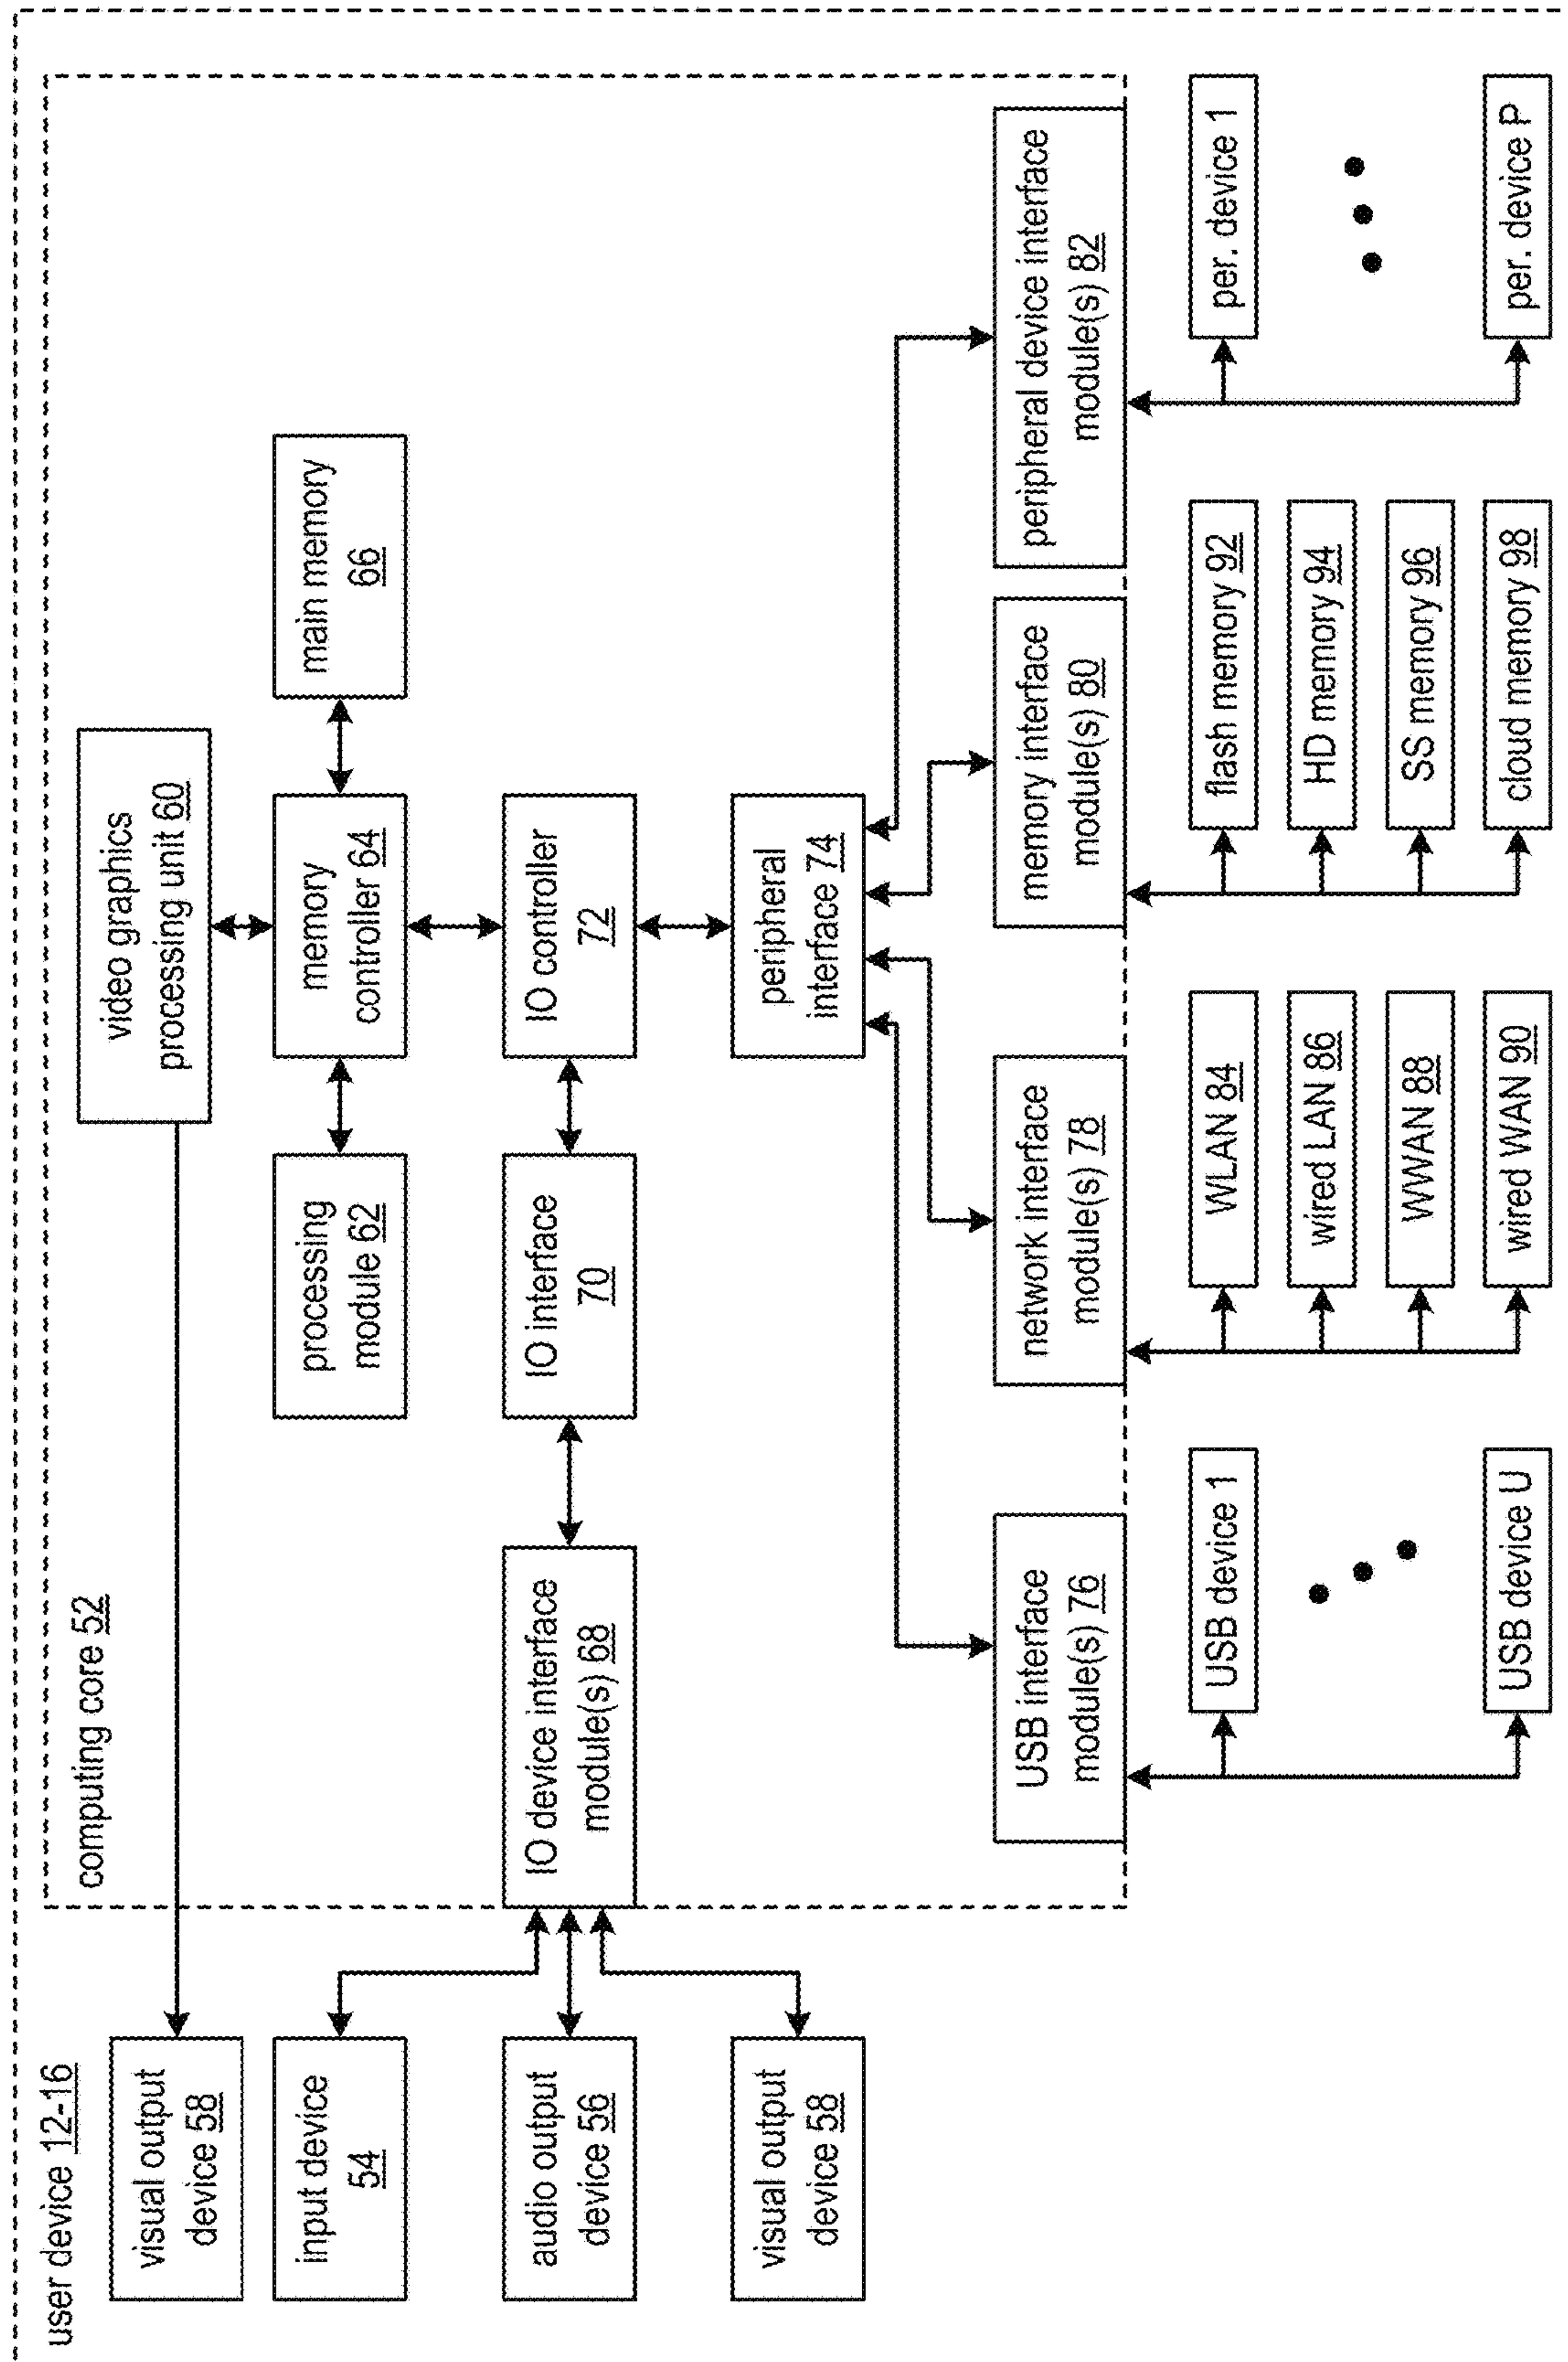 user device 12-16
computing core 52
visual output
device 58
video graphics
processing unit 60
input device
54
processing
module 62
memory
controller 64
main memory
66
audio output
device 56
IO device interface
module(s) 68
IO interface
70
IO controller
72
visual output
device 58
peripheral
interface 74
USB interface
module(s) 76
network interface
module(s) 78
memory interface
module(s) 80
peripheral device interface
module(s) 82
USB device 1
WLAN 84
flash memory 92
per. device 1
wired LAN 86
HD memory 94
WWAN 88
SS memory 96
USB device U
wired WAN 90
cloud memory 98
per. device P